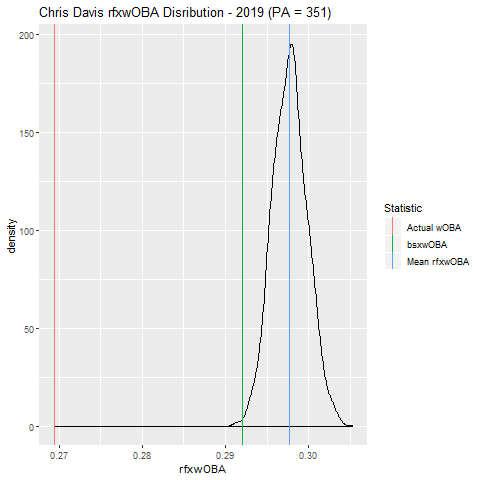 Chris Davis rfxwOBA Disribution - 2019 (PA = 351)
200
150
100
50
0
density
0.27
0.28
0.29
0.30
rfxwOBA
Statistic
Actual wOBA
bsxwOBA
Mean rfxwOBA